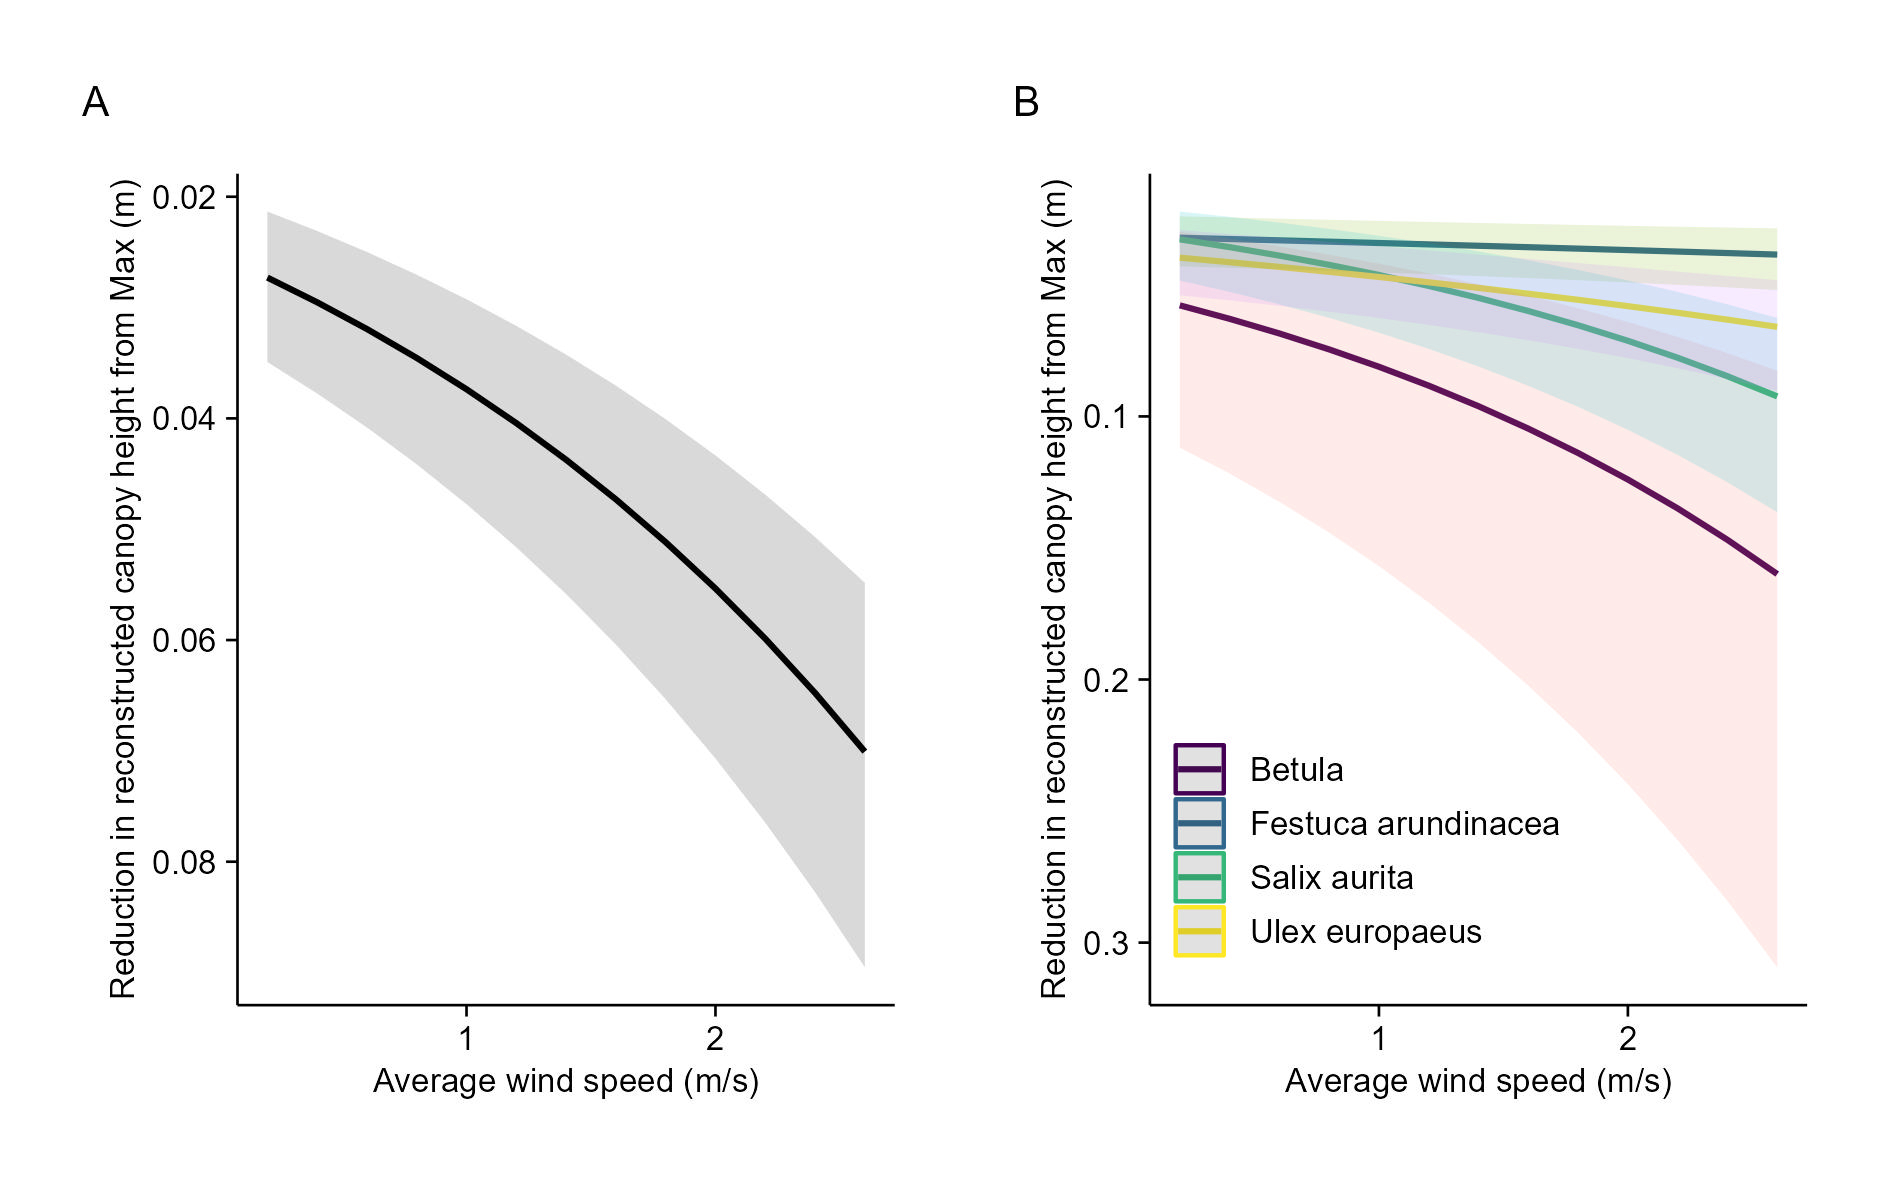 A
Reduction in reconstructed canopy height from Max (m)
0.02
0.04
0.06
0.08
1
2
Average wind speed (m/s)
B
Reduction in reconstructed canopy height from Max (m)
0.1
0.2
0.3
Betula
Festuca arundinacea
Salix aurita
Ulex europaeus
1
2
Average wind speed (m/s)